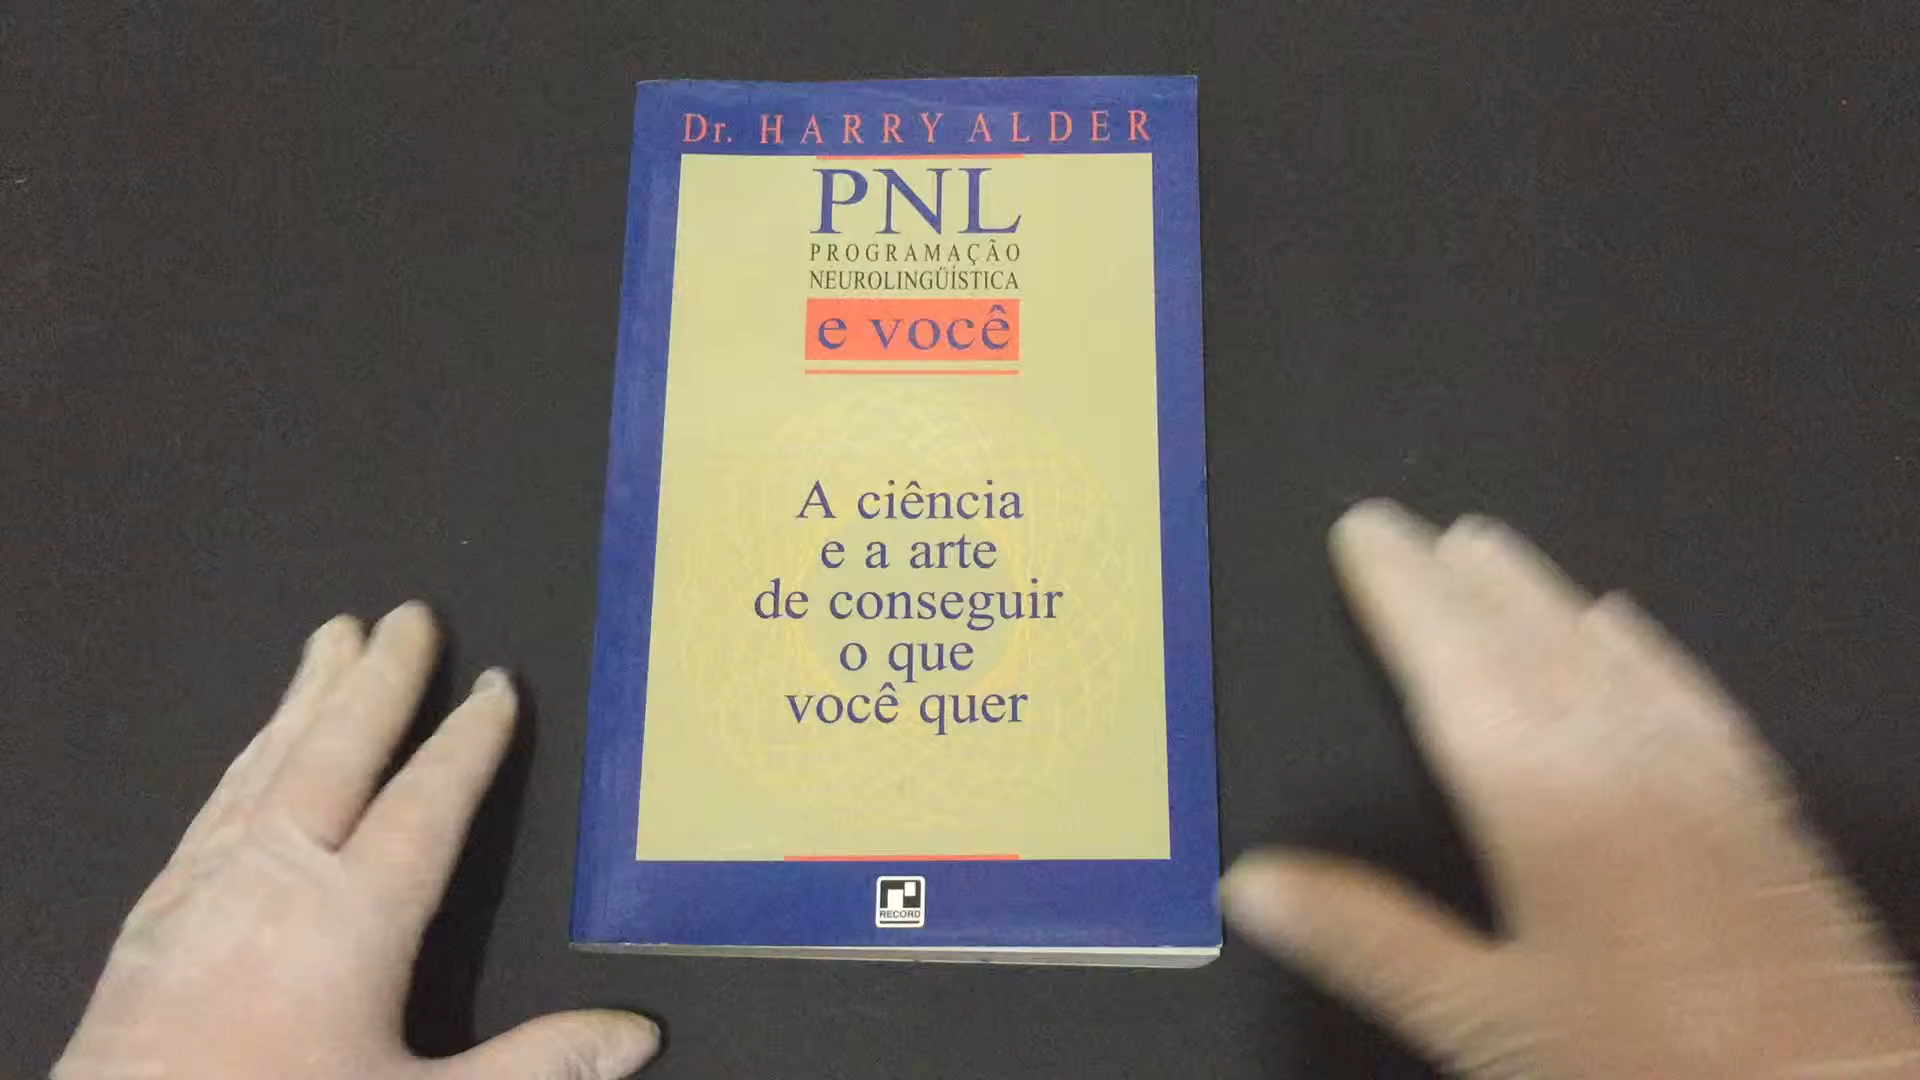 Dr. HARRY ALDER
PNL
PROGRAMAÇÃO
NEUROLINGÜÍSTICA
e você
A ciência
e a arte
de conseguir
o que
você quer
RECORD